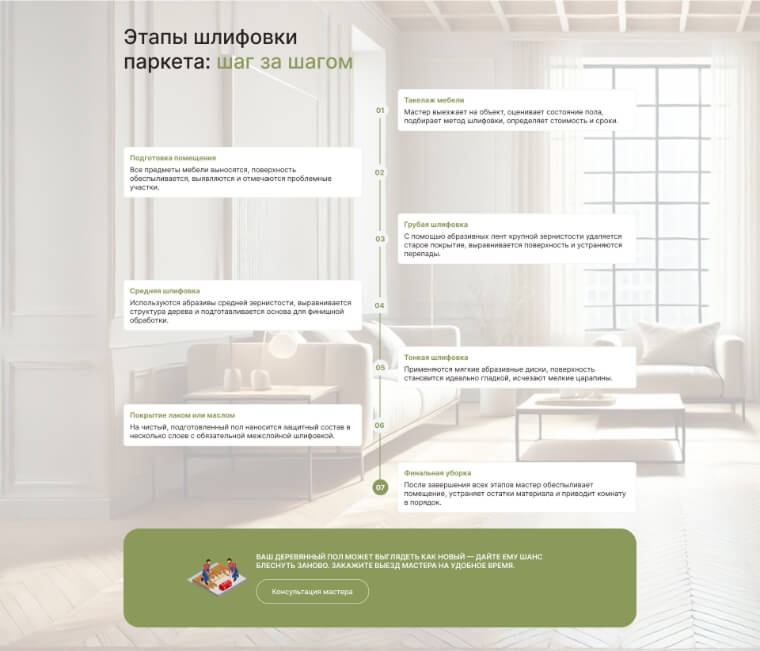 Этапы шлифовки
паркета: шаг за шагом
01
Такелаж мебели
Мастер выезжает на объект, оценивает состояние пола,
подбирает метод шлифовки, определяет стоимость и сроки.
02
Подготовка помещения
Все предметы мебели выносятся, поверхность
обеспыливается, выявляются и отмечаются проблемные
участки.
03
Грубая шлифовка
С помощью абразивных лент крупной зернистости удаляется
старое покрытие, выравнивается поверхность и устраняются
перепады.
04
Средняя шлифовка
Используются абразивы средней зернистости, выравнивается
структура дерева и подготавливается основа для финишной
обработки.
05
Тонкая шлифовка
Применяются мягкие абразивные диски, поверхность
становится идеально гладкой, исчезают мелкие царапины.
06
Покрытие лаком или маслом
На чистый, подготовленный пол наносится защитный состав в
несколько слоев с обязательной межслойной шлифовкой.
07
Финальная уборка
После завершения всех этапов мастер обеспыливает
помещение, устраняет остатки материала и приводит комнату
в порядок.
ВАШ ДЕРЕВЯННЫЙ ПОЛ МОЖЕТ ВЫГЛЯДЕТЬ КАК НОВЫЙ — ДАЙТЕ ЕМУ ШАНС
БЛЕСНУТЬ ЗАНОВО. ЗАКАЖИТЕ ВЫЕЗД МАСТЕРА НА УДОБНОЕ ВРЕМЯ.
Консультация мастера